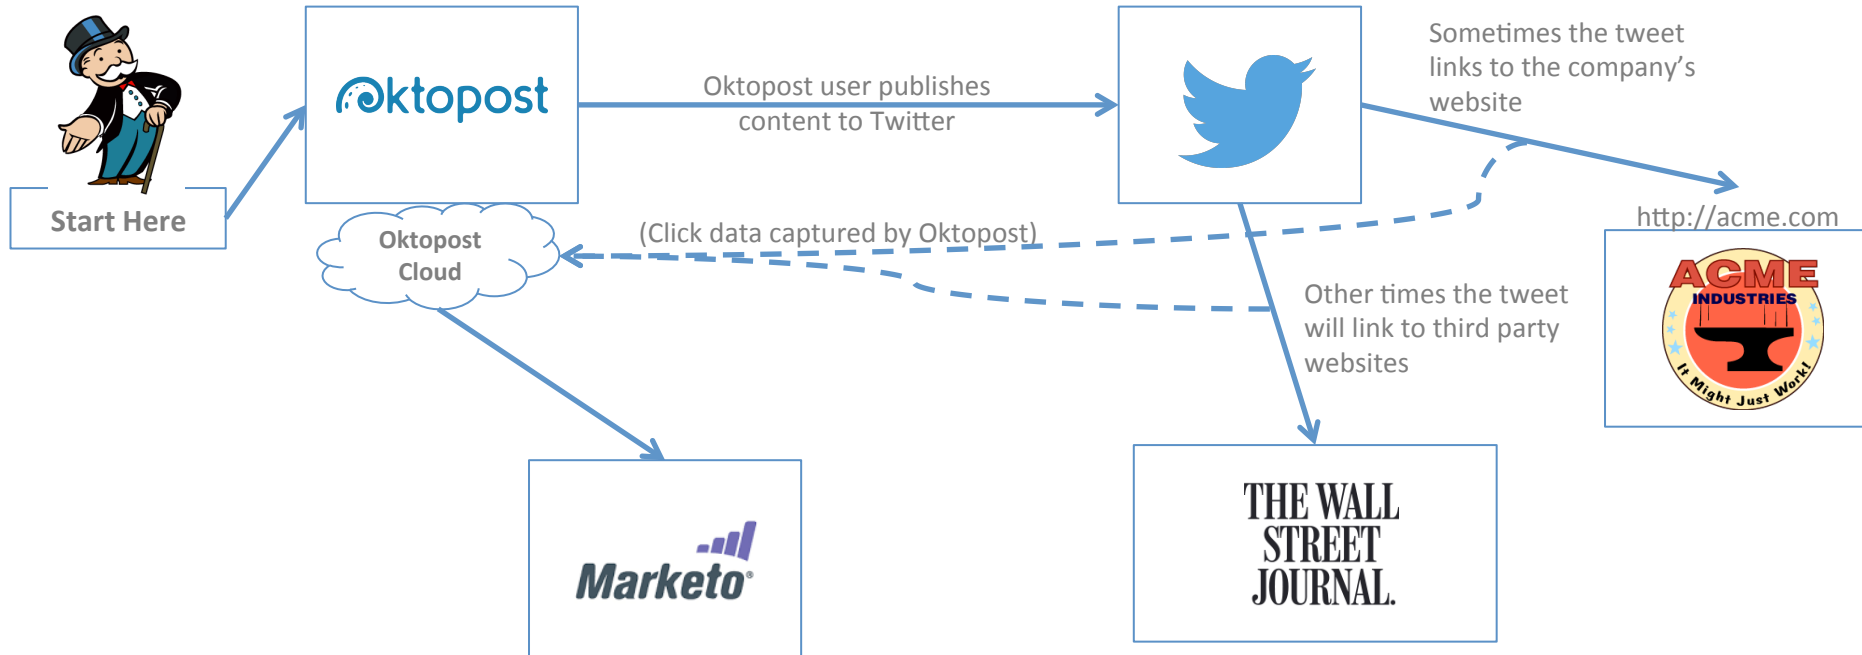 Start Here
Oktopost
Oktopost user publishes
content to Twitter
Sometimes the tweet
links to the company’s
website
http://acme.com
ACME
INDUSTRIES
It Might Just Work!
(Click data captured by Oktopost)
Oktopost
Cloud
Other times the tweet
will link to third party
websites
Marketo®
THE WALL
STREET
JOURNAL.